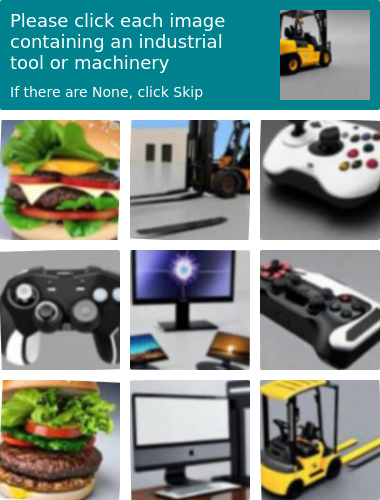 Please click each image
containing an industrial
tool or machinery
If there are None, click Skip